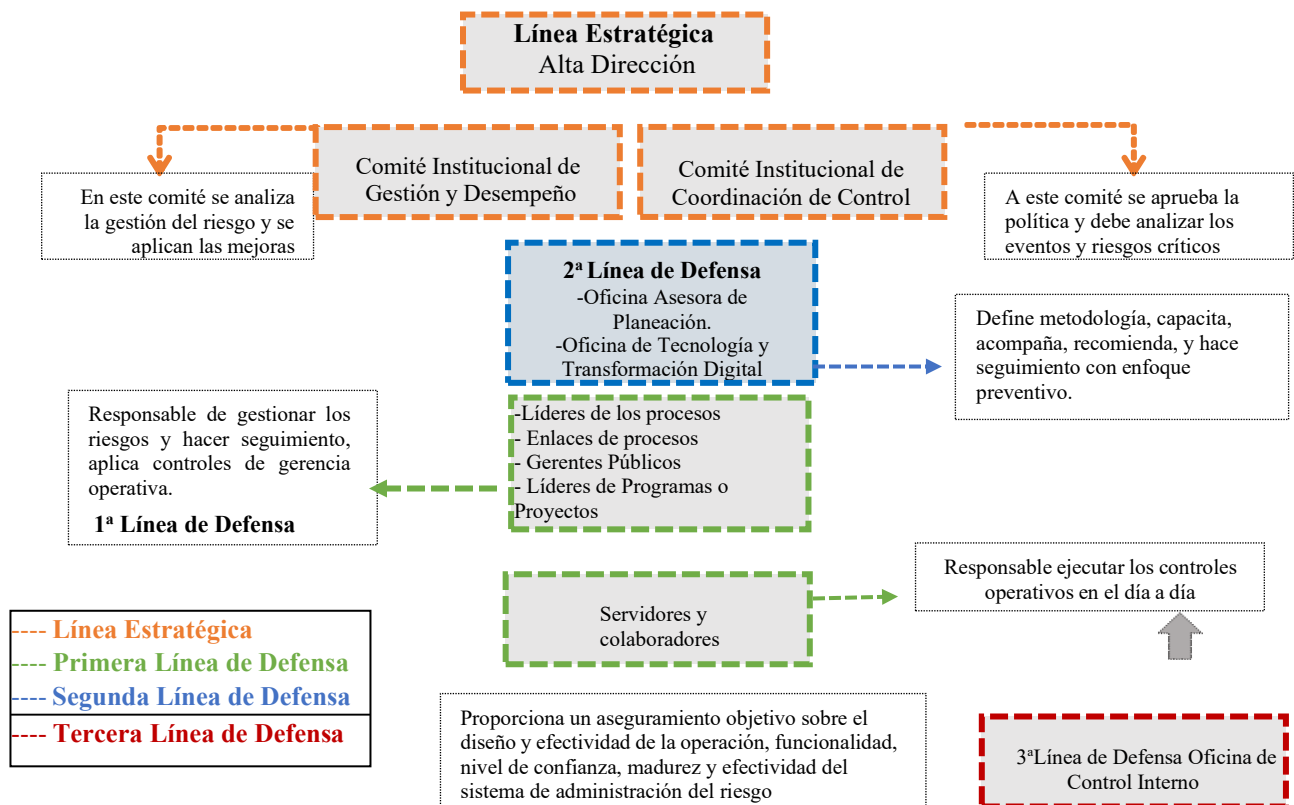 Línea Estratégica
Alta Dirección
Comité Institucional de
Gestión y Desempeño
Comité Institucional de
Coordinación de Control
En este comité se analiza
la gestión del riesgo y se
aplican las mejoras
A este comité se aprueba la
política y debe analizar los
eventos y riesgos críticos
2ª Línea de Defensa
-Oficina Asesora de
Planeación.
-Oficina de Tecnología y
Transformación Digital
Define metodología, capacita,
acompaña, recomienda, y hace
seguimiento con enfoque
preventivo.
Responsable de gestionar los
riesgos y hacer seguimiento,
aplica controles de gerencia
operativa.
1ª Línea de Defensa
-Líderes de los procesos
- Enlaces de procesos
- Gerentes Públicos
- Líderes de Programas o
Proyectos
Responsable ejecutar los controles
operativos en el día a día
Servidores y
colaboradores
---- Línea Estratégica
---- Primera Línea de Defensa
---- Segunda Línea de Defensa
---- Tercera Línea de Defensa
Proporciona un aseguramiento objetivo sobre el
diseño y efectividad de la operación, funcionalidad,
nivel de confianza, madurez y efectividad del
sistema de administración del riesgo
3ªLínea de Defensa Oficina de
Control Interno